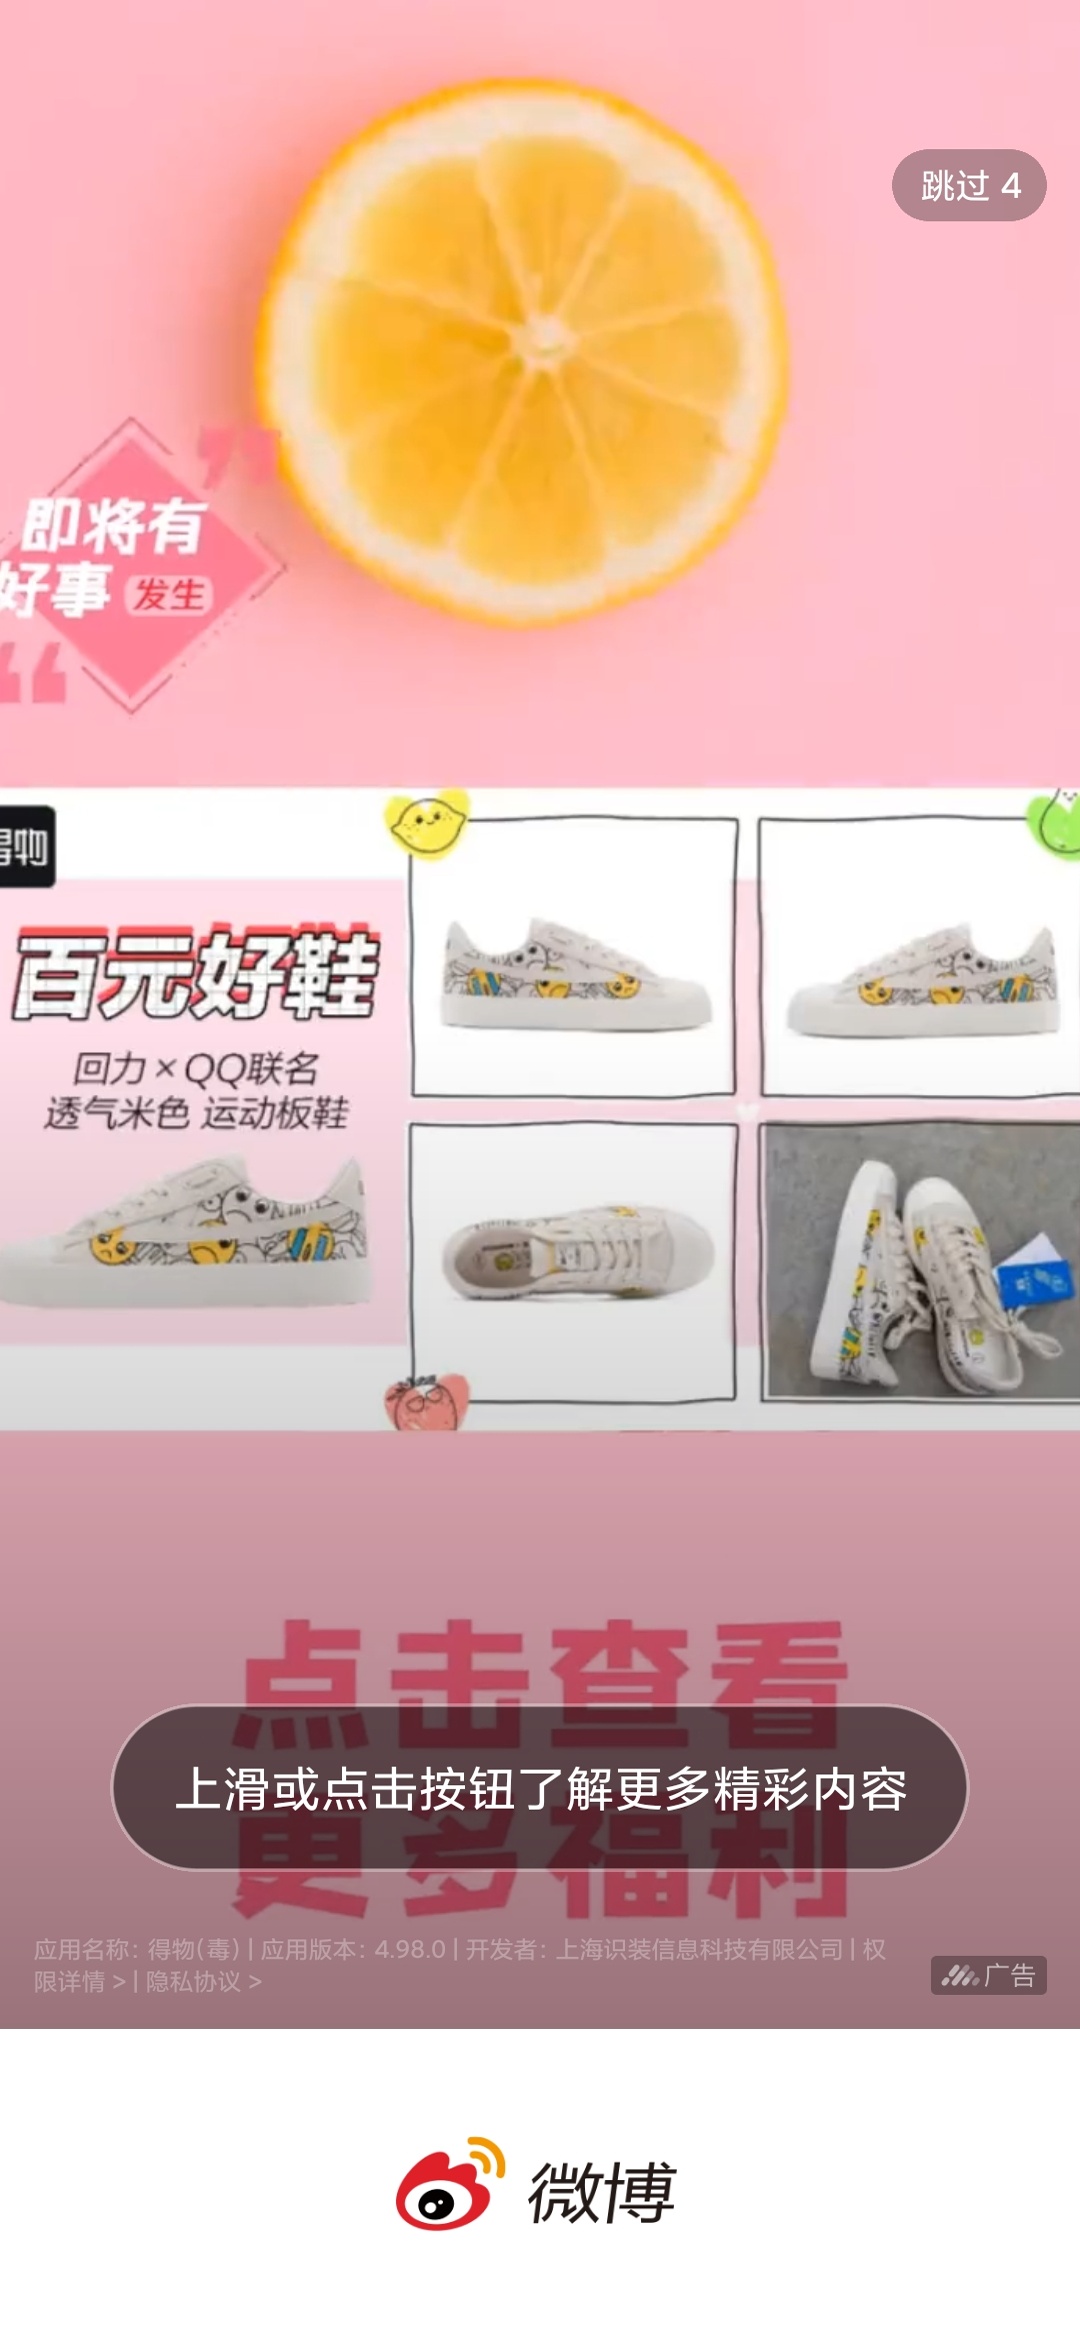 跳过 4
即将有
好事 发生
得物
百元好鞋
回力×QQ联名
透气米色 运动板鞋
点击查看
上滑或点击按钮了解更多精彩内容
更多福利
应用名称：得物(毒) | 应用版本：4.98.0 | 开发者：上海识装信息科技有限公司 | 权
限详情 > | 隐私协议 >
广告
微博